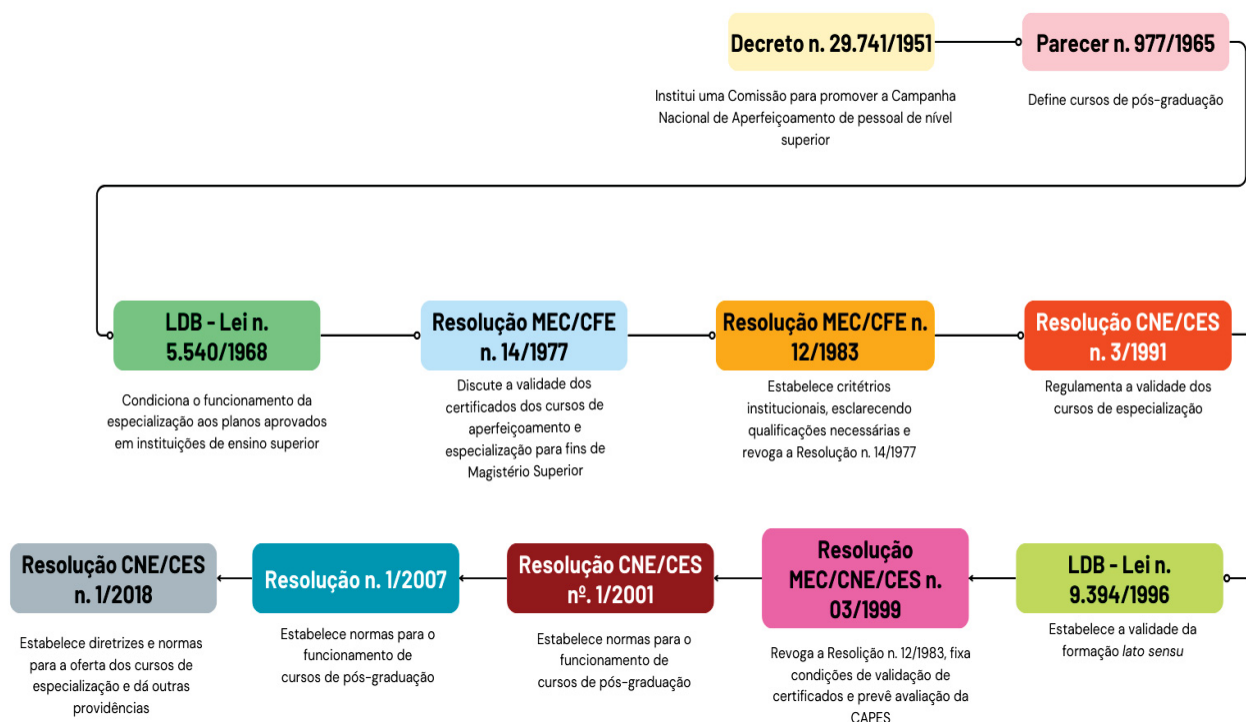 Decreto n. 29.741/1951
Institui uma Comissão para promover a Campanha
Nacional de Aperfeiçoamento de pessoal de nível
superior
Parecer n. 977/1965
Define cursos de pós-graduação
LDB - Lei n.
5.540/1968
Condiciona o funcionamento da
especialização aos planos aprovados
em instituições de ensino superior
Resolução MEC/CFE
n. 14/1977
Discute a validade dos
certificados dos cursos de
aperfeiçoamento e
especialização para fins de
Magistério Superior
Resolução MEC/CFE n.
12/1983
Estabelece critétrios
institucionais, esclarecendo
qualificações necessárias e
revoga a Resolução n. 14/1977
Resolução CNE/CES
n. 3/1991
Regulamenta a validade dos
cursos de especialização
LDB - Lei n.
9.394/1996
Estabelece a validade da
formação lato sensu
Resolução
MEC/CNE/CES n.
03/1999
Revoga a Resolição n. 12/1983, fixa
condições de validação de
certificados e prevê avaliação da
CAPES
Resolução CNE/CES
nº. 1/2001
Estabelece normas para o
funcionamento de
cursos de pós-graduação
Resolução n. 1/2007
Estabelece normas para o
funcionamento de
cursos de pós-graduação
Resolução CNE/CES
n. 1/2018
Estabelece diretrizes e normas
para a oferta dos cursos de
especialização e dá outras
providências